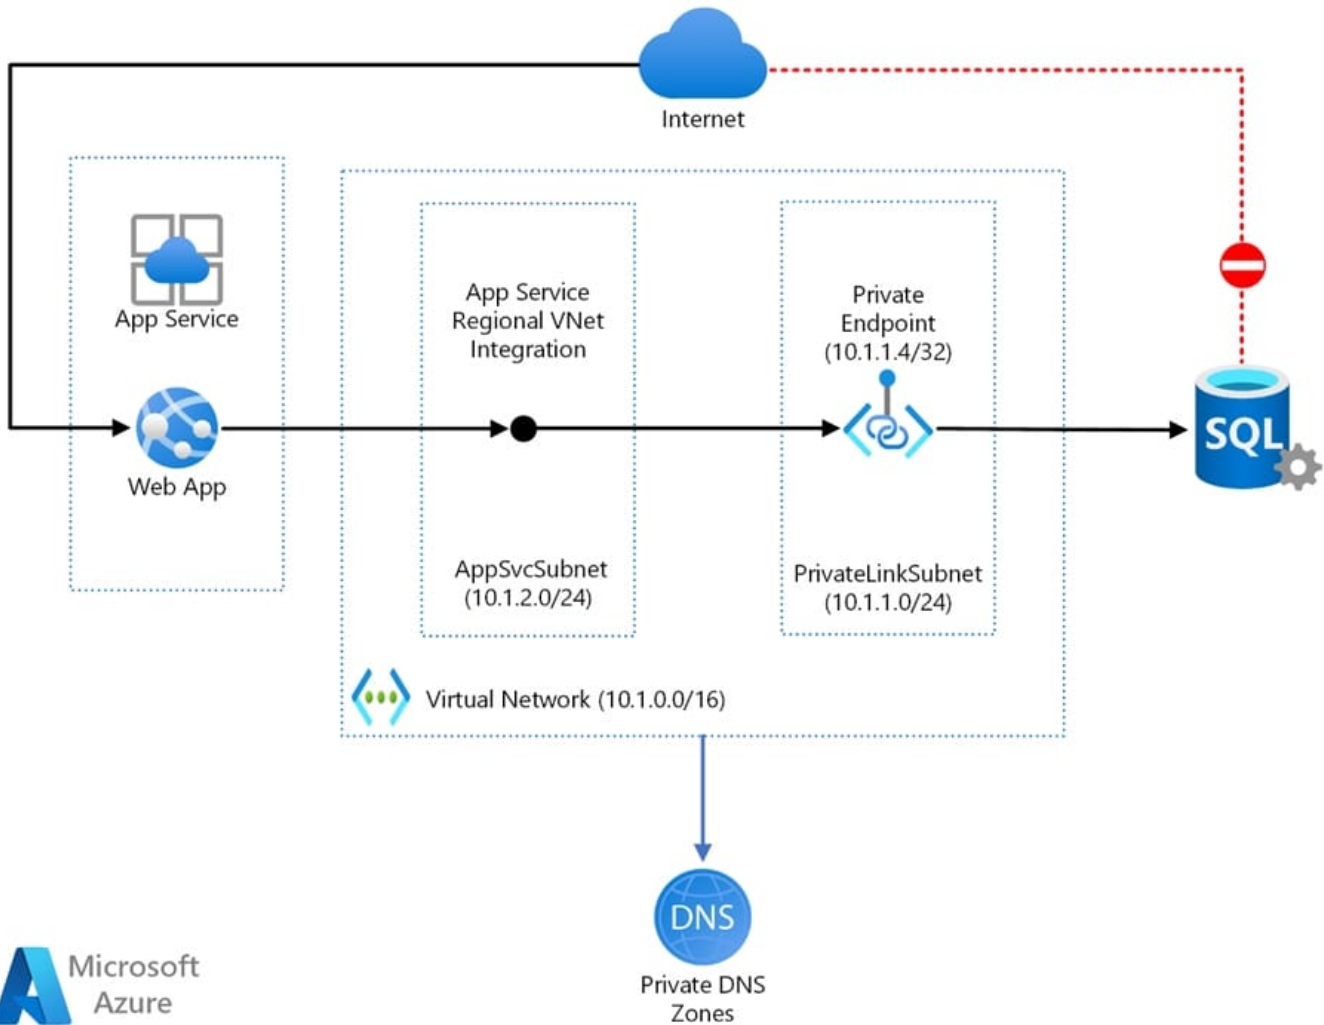 Internet
App Service
Web App
App Service
Regional VNet
Integration
AppSvcSubnet
(10.1.2.0/24)
Private
Endpoint
(10.1.1.4/32)
PrivateLinkSubnet
(10.1.1.0/24)
SQL
Virtual Network (10.1.0.0/16)
DNS
Private DNS
Zones
Microsoft
Azure